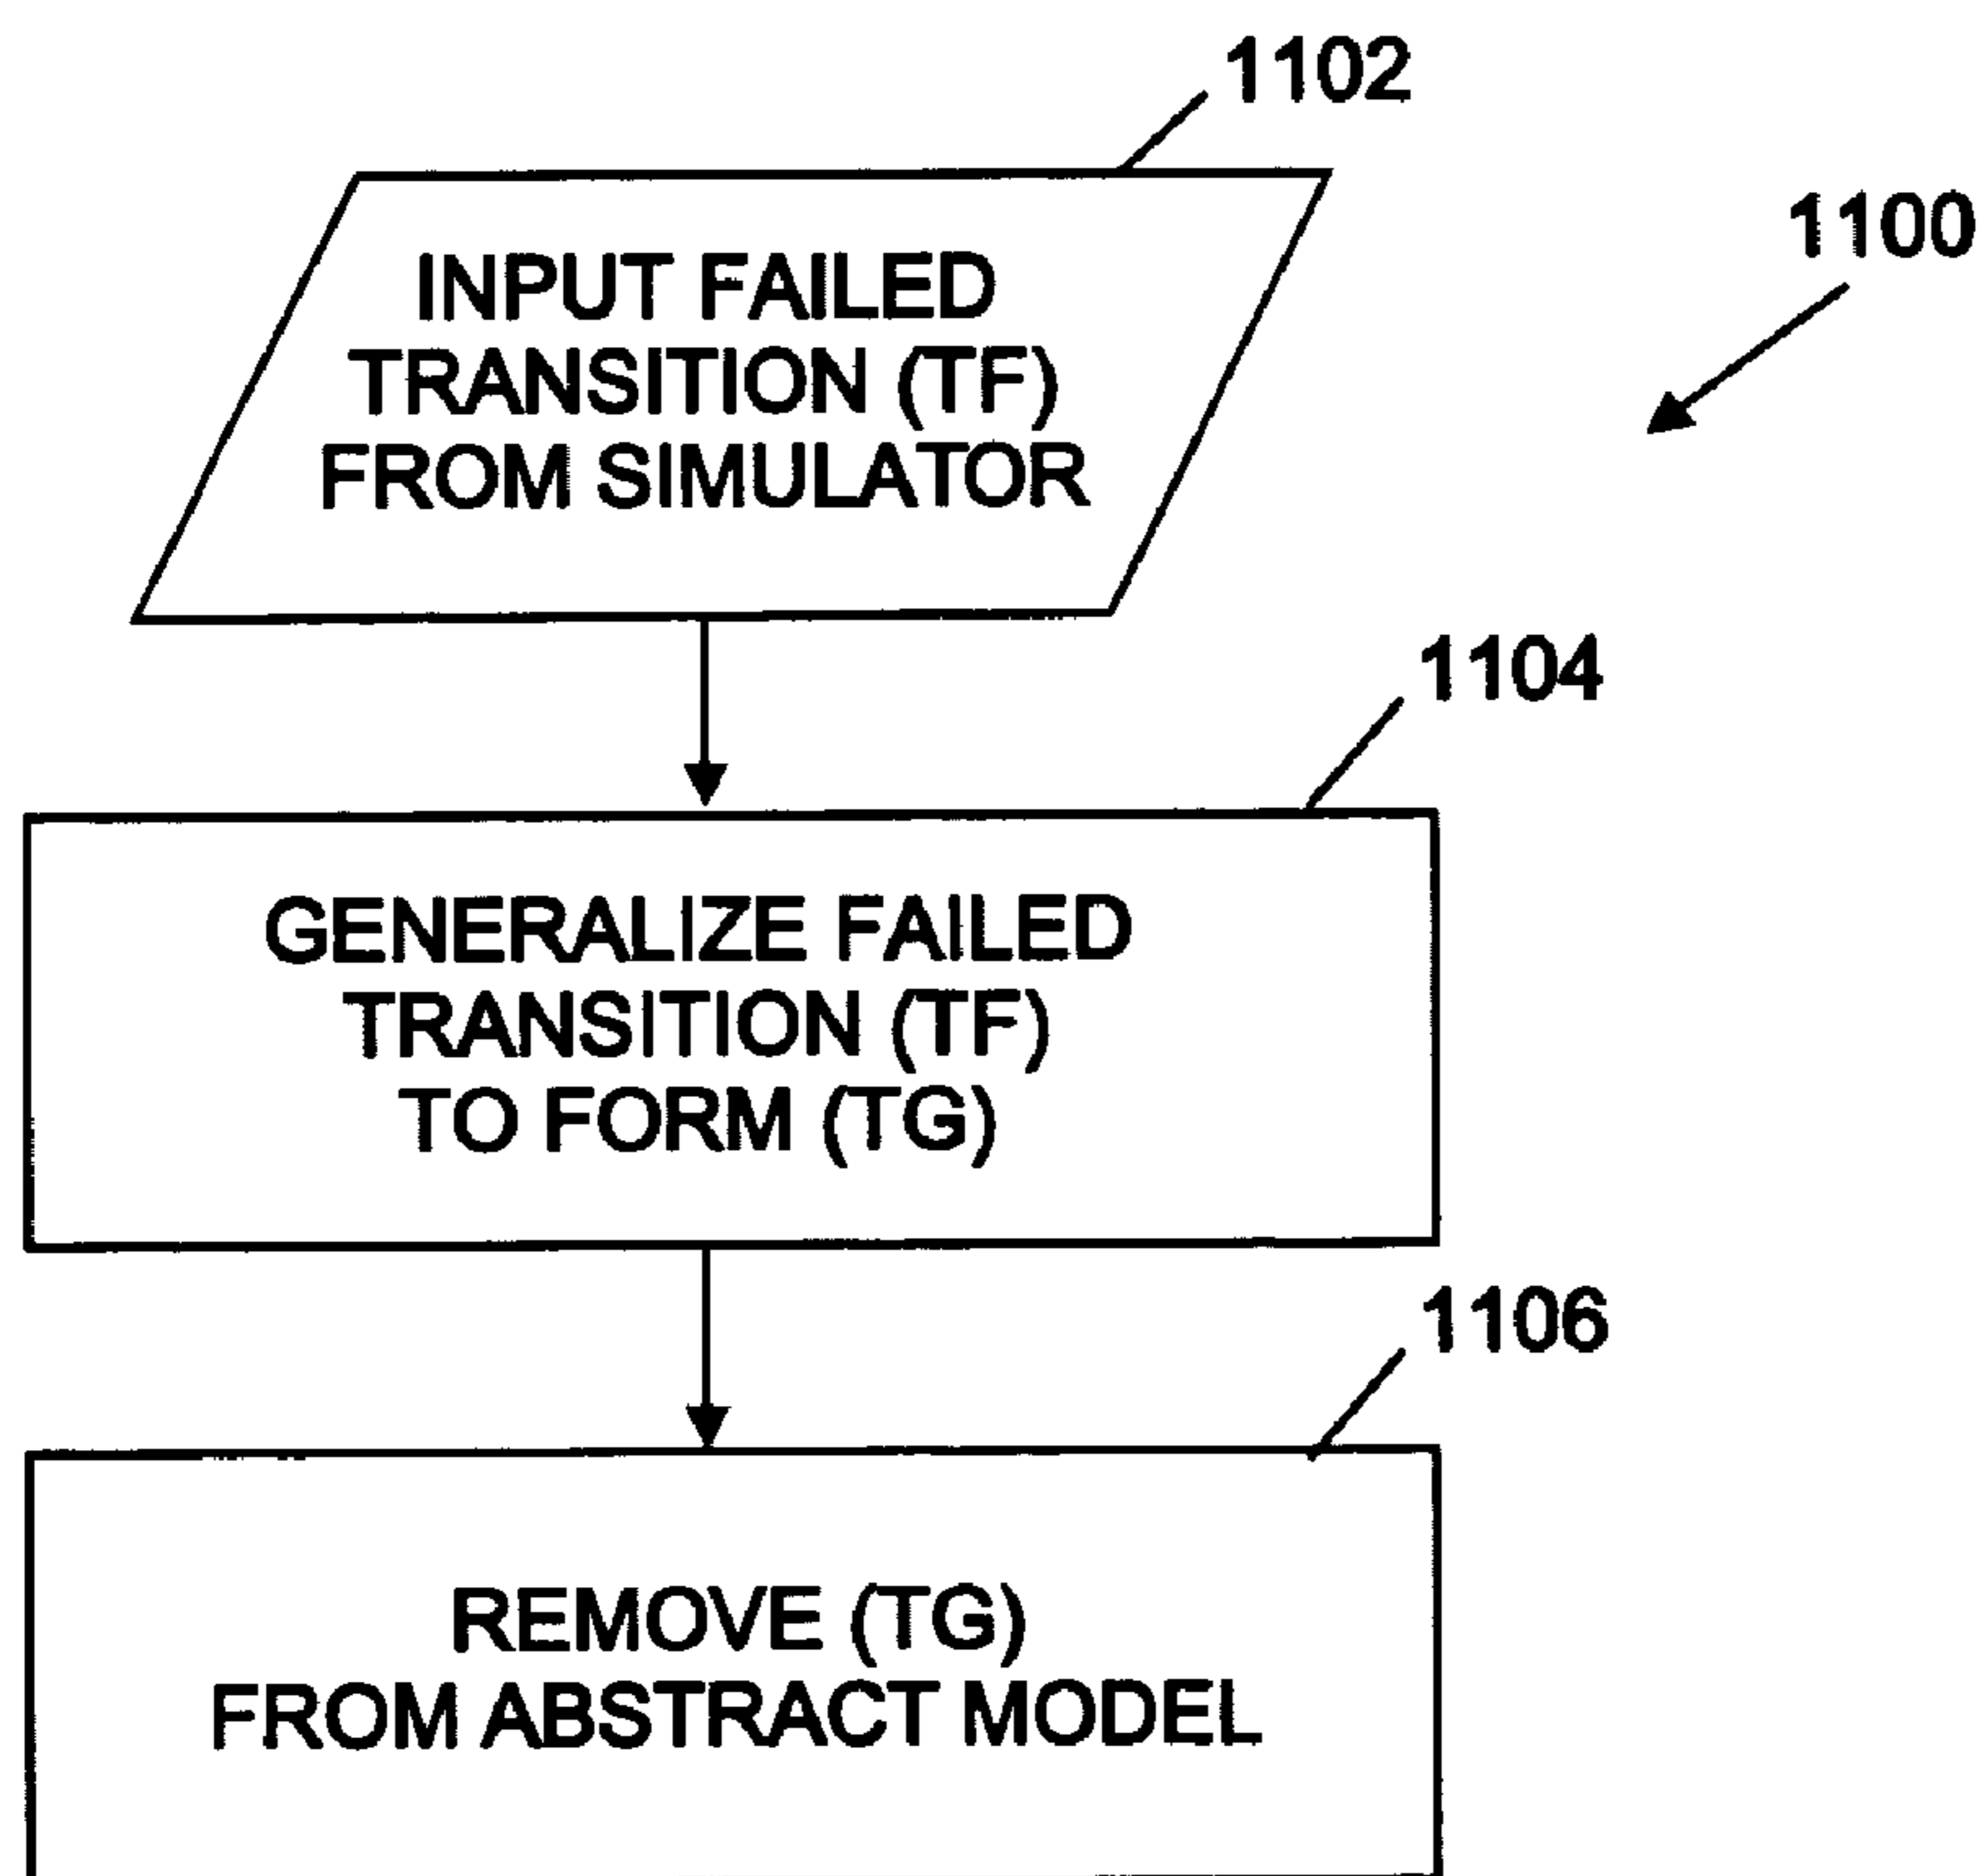 1102
1100
INPUT FAILED
TRANSITION (TF)
FROM SIMULATOR
1104
GENERALIZE FAILED
TRANSITION (TF)
TO FORM (TG)
1106
REMOVE (TG)
FROM ABSTRACT MODEL